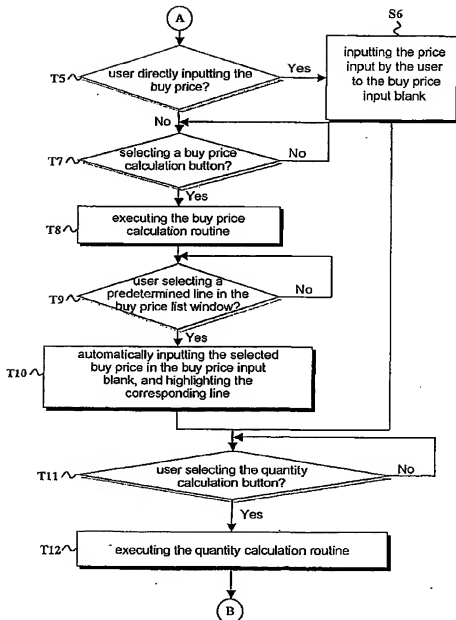 A
S6
T5
user directly inputting the
buy price?
Yes
inputting the price
input by the user
to the buy price
input blank
No
T7
selecting a buy price
calculation button?
No
Yes
T8
executing the buy price
calculation routine
T9
user selecting a
predetermined line in the
buy price list window?
No
Yes
T10
automatically inputting the selected
buy price in the buy price input
blank, and highlighting the
corresponding line
T11
user selecting the quantity
calculation button?
No
Yes
T12
executing the quantity calculation routine
B